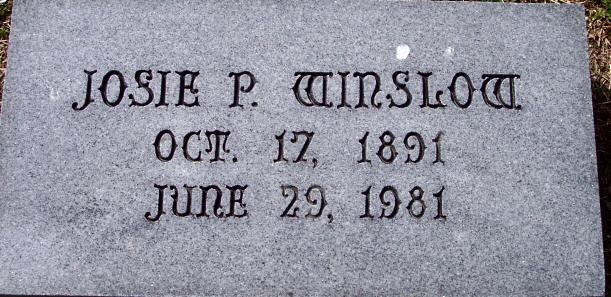 JOSIE P. WINSLOW
OCT. 17, 1891
JUNE 29, 1981